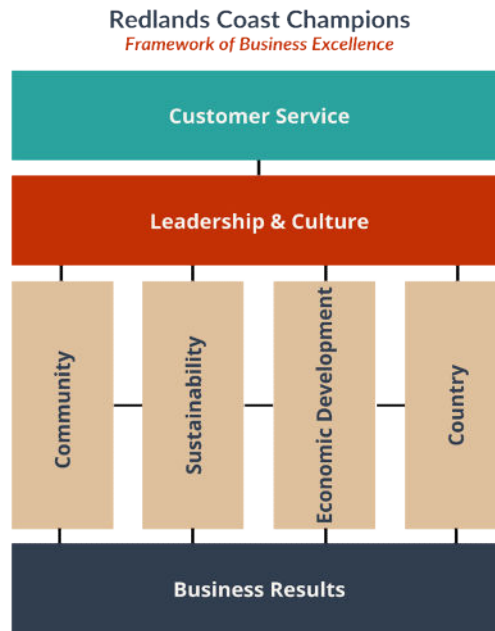 Redlands Coast Champions
Framework of Business Excellence
Customer Service
Leadership & Culture
Community
Sustainability
Economic Development
Country
Business Results